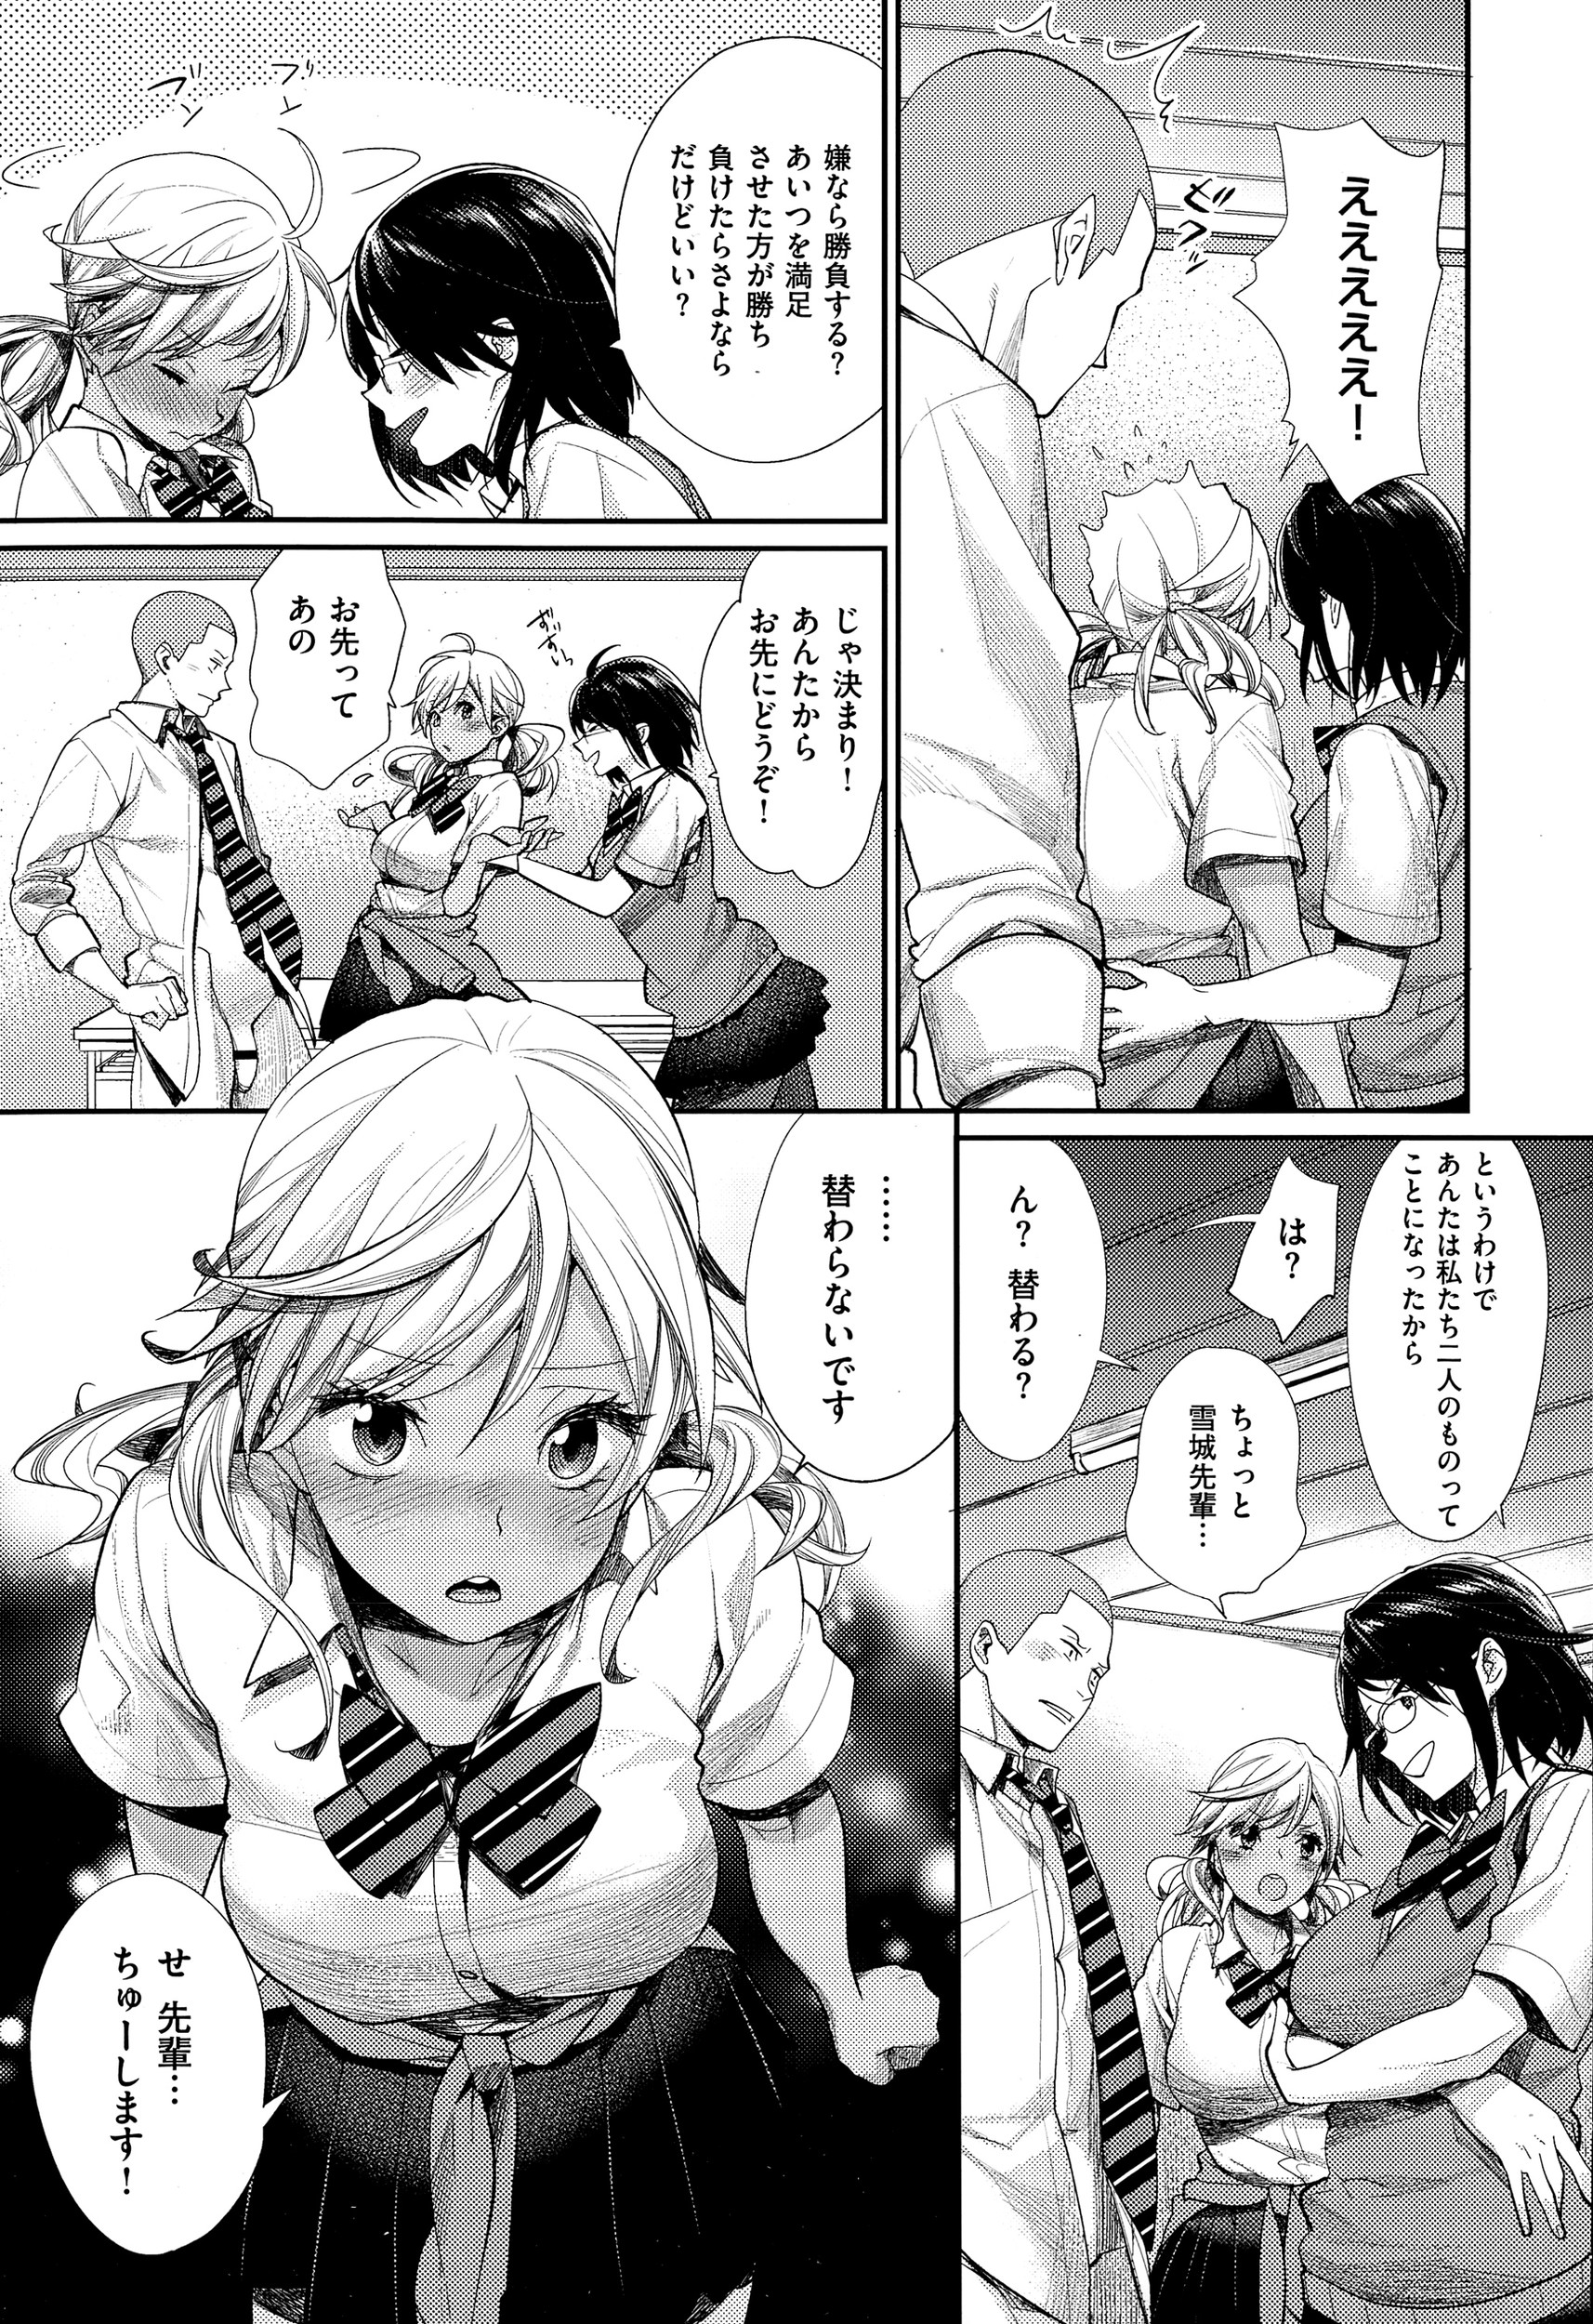 ええええええ！
嫌なら勝負する？
あいつを満足
させた方が勝ち
負けたらさよなら
だけどいい？
ブンブン
じゃ決まり！
あんたから
お先にどうぞ！
お先って
あの
というわけで
あんたは私たち二人のものって
ことになったから
は？
ちょっと
雪城先輩…
ん？ 替わる？
……
替わらないです
せ 先輩…
ちゅーします！